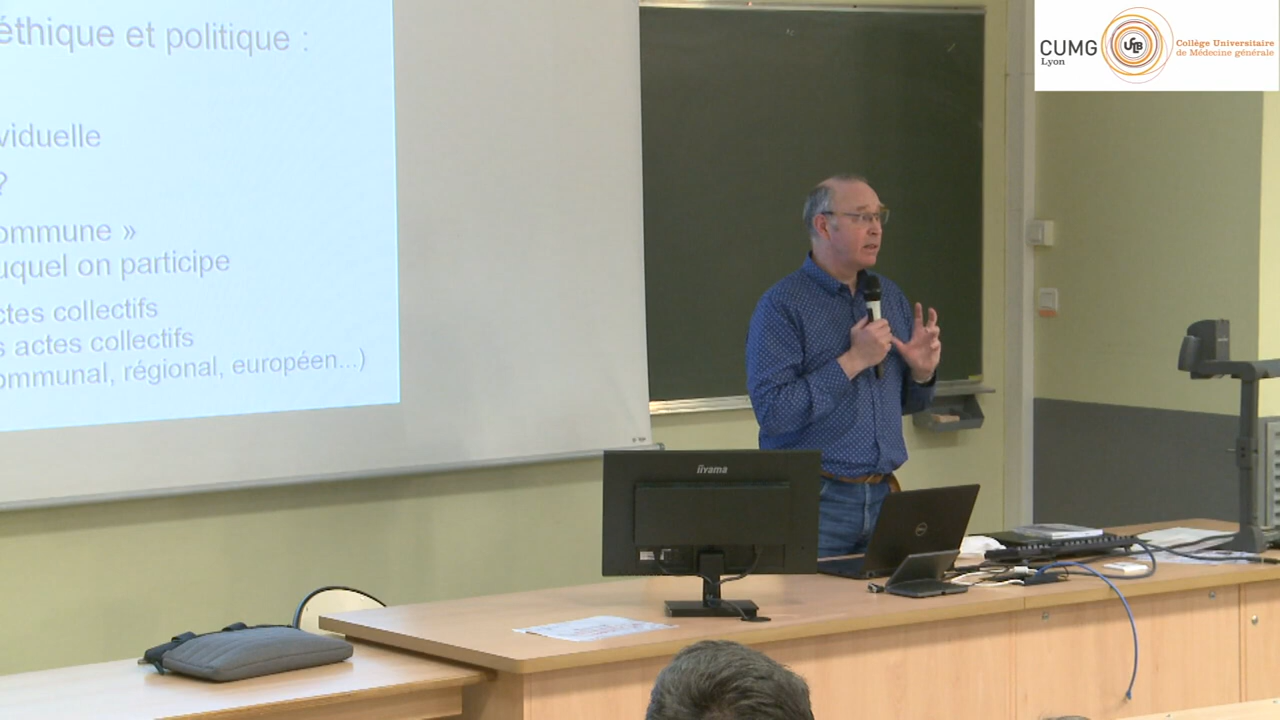 éthique et politique :
viduelle
?
ommune »
uquel on participe
ctes collectifs
s actes collectifs
ommunal, régional, européen...)
CUMG
Lyon
Collège Universitaire
de Médecine générale
iiyama
DELL